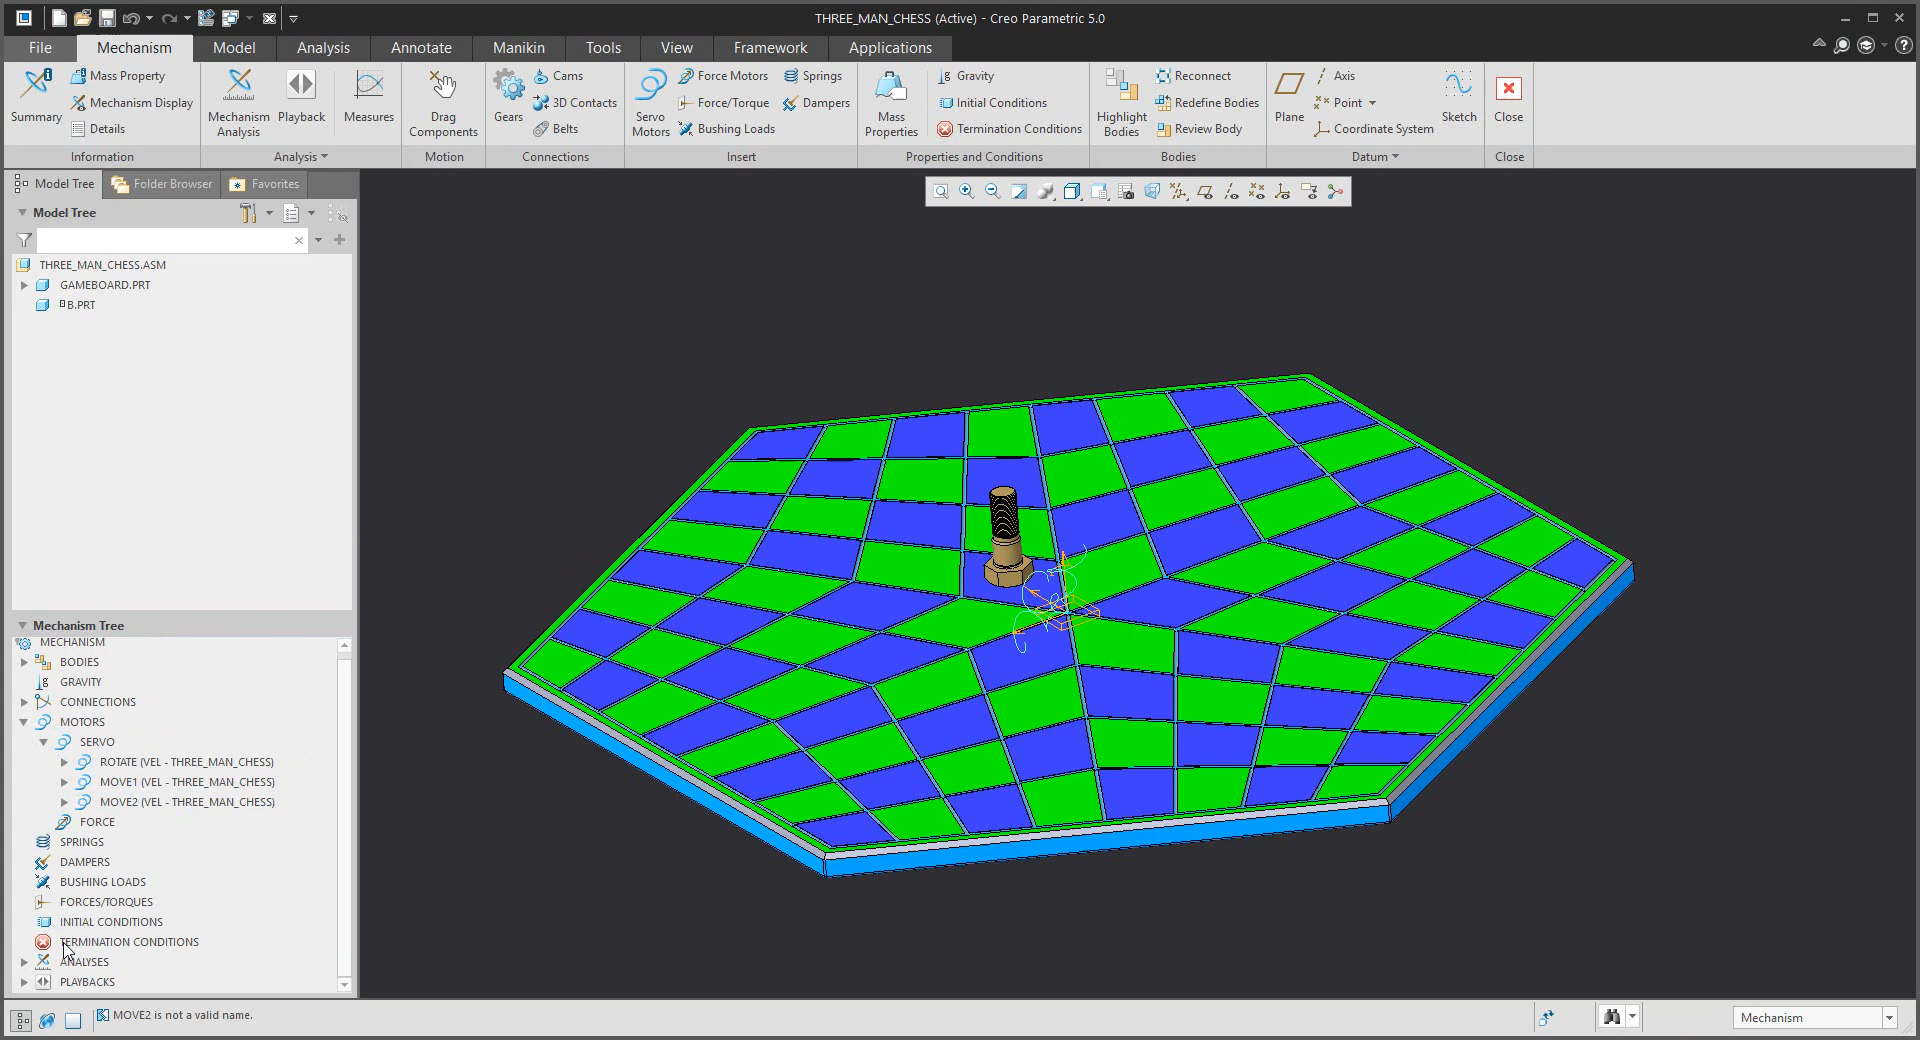 THREE_MAN_CHESS (Active) - Creo Parametric 5.0
File Mechanism Model Analysis Annotate Manikin Tools View Framework Applications
Summary
Mass Property
Mechanism Display
Details
Information
Mechanism Analysis
Playback
Measures
Analysis
Drag Components
Motion
Gears
Cams
3D Contacts
Belts
Connections
Servo Motors
Force Motors
Force/Torque
Bushing Loads
Springs
Dampers
Insert
Mass Properties
Gravity
Initial Conditions
Termination Conditions
Properties and Conditions
Highlight Bodies
Reconnect
Redefine Bodies
Review Body
Bodies
Plane
Axis
Point
Coordinate System
Sketch
Datum
Close
Close
Model Tree Folder Browser Favorites
Model Tree
THREE_MAN_CHESS.ASM
GAMEBOARD.PRT
B.PRT
Mechanism Tree
MECHANISM
BODIES
GRAVITY
CONNECTIONS
MOTORS
SERVO
ROTATE (VEL - THREE_MAN_CHESS)
MOVE1 (VEL - THREE_MAN_CHESS)
MOVE2 (VEL - THREE_MAN_CHESS)
FORCE
SPRINGS
DAMPERS
BUSHING LOADS
FORCES/TORQUES
INITIAL CONDITIONS
TERMINATION CONDITIONS
ANALYSES
PLAYBACKS
MOVE2 is not a valid name.
Mechanism